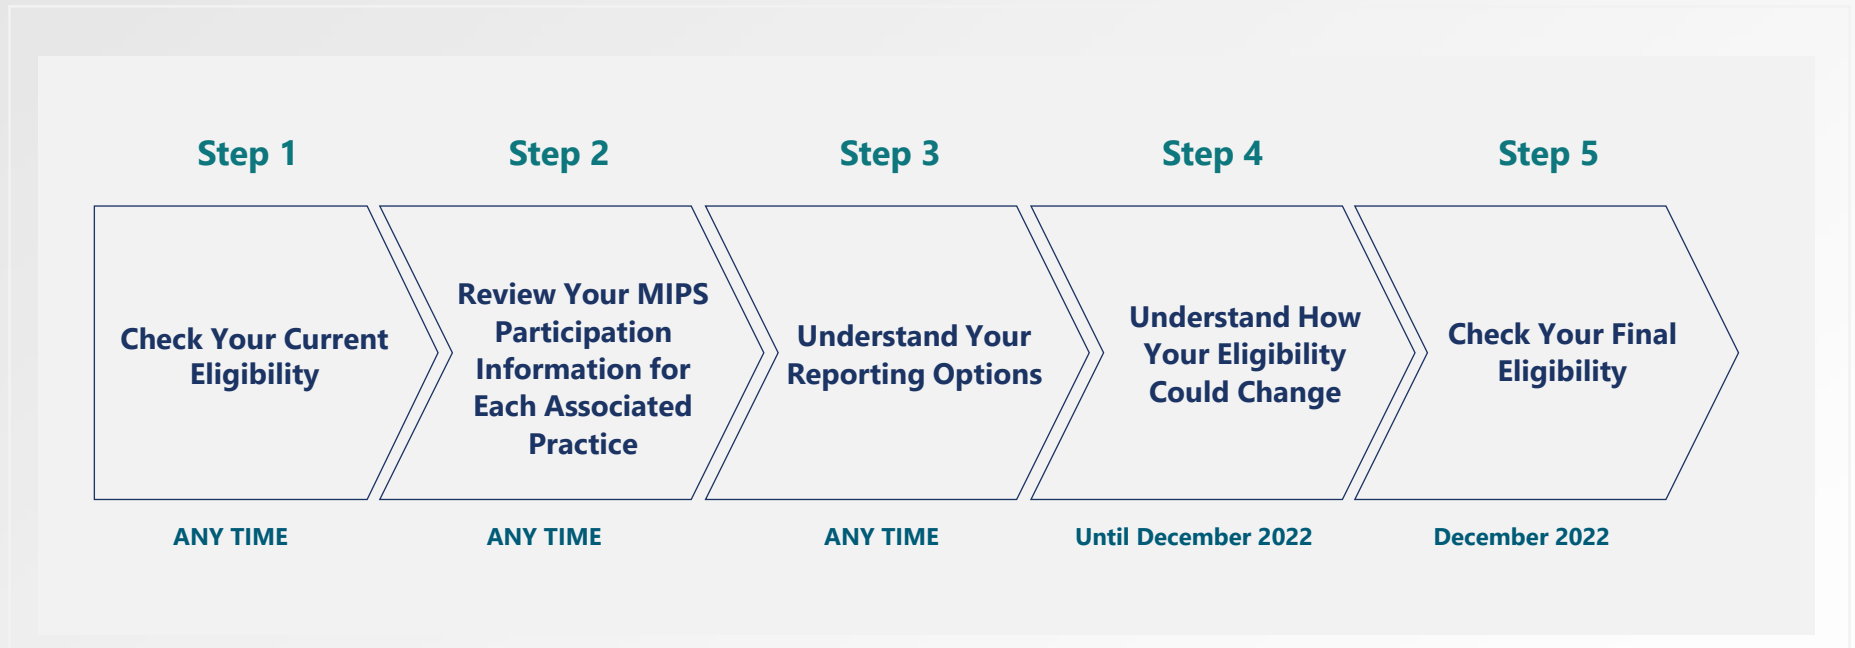 Step 1
Step 2
Step 3
Step 4
Step 5
Check Your Current
Eligibility
Review Your MIPS
Participation
Information for
Each Associated
Practice
Understand Your
Reporting Options
Understand How
Your Eligibility
Could Change
Check Your Final
Eligibility
ANY TIME
ANY TIME
ANY TIME
Until December 2022
December 2022